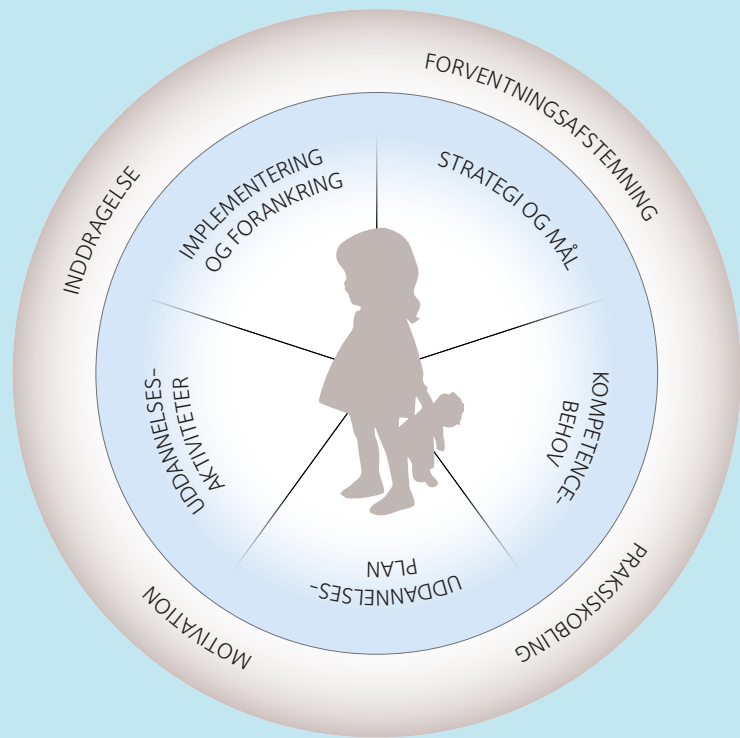 FORVENTNINGSAFSTEMNING
PRAKSISKOBLING
MOTIVATION
INDDRAGELSE
STRATEGI OG MÅL
KOMPETENCE-
BEHOV
UDDANNELSES-
PLAN
UDDANNELSES-
AKTIVITETER
IMPLEMENTERING
OG FORANKRING